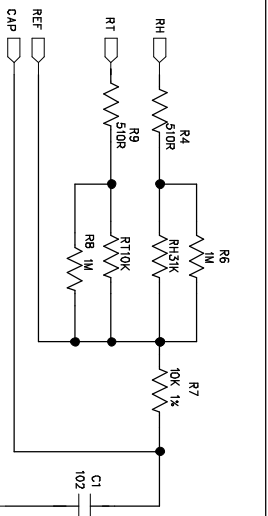 RH
RT
REF
CAP
R4
510R
R9
510R
R6
1M
RH31K
RT10K
R8
1M
R7
10K 1%
C1
102